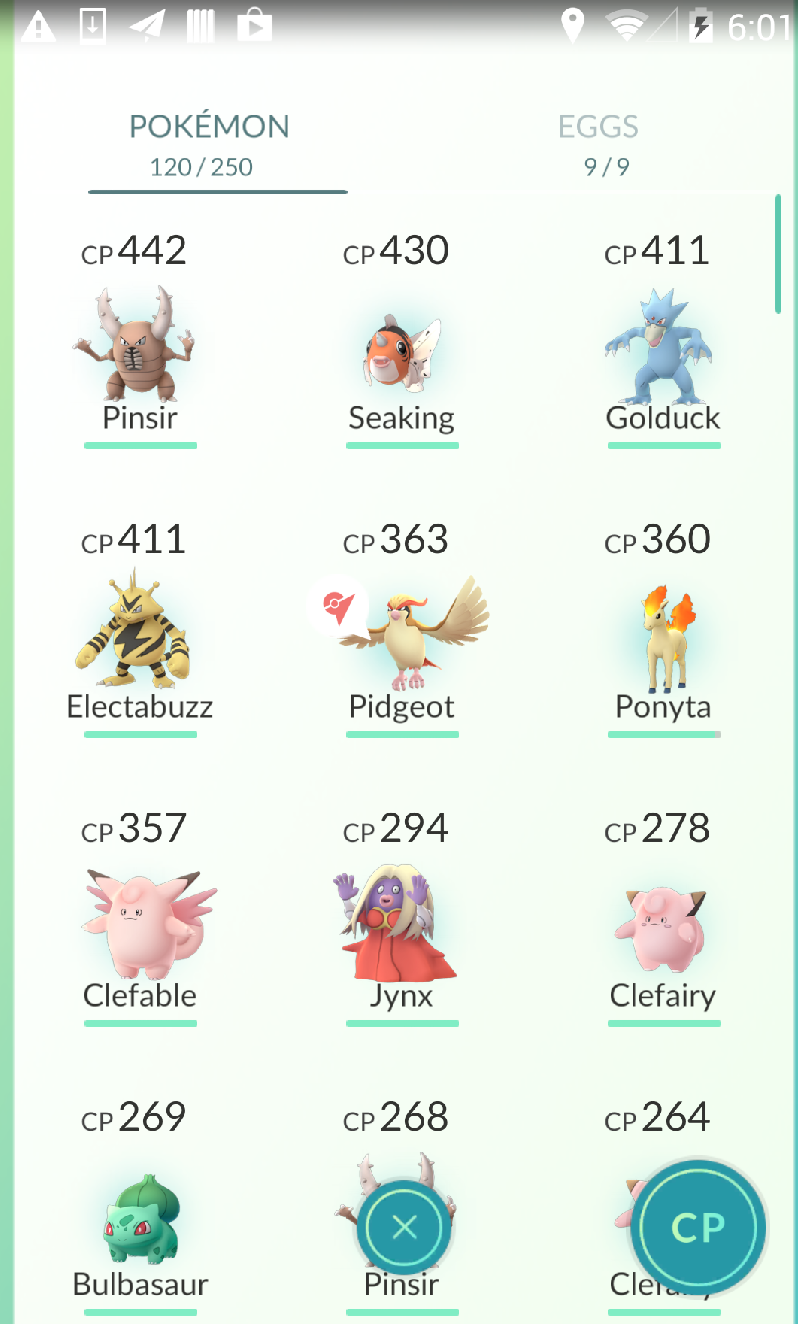 6:01
POKÉMON EGGS
120 / 250 9 / 9
CP 442 CP 430 CP 411
Pinsir Seaking Golduck
CP 411 CP 363 CP 360
Electabuzz Pidgeot Ponyta
CP 357 CP 294 CP 278
Clefable Jynx Clefairy
CP 269 CP 268 CP 264
CP
Bulbasaur Pinsir